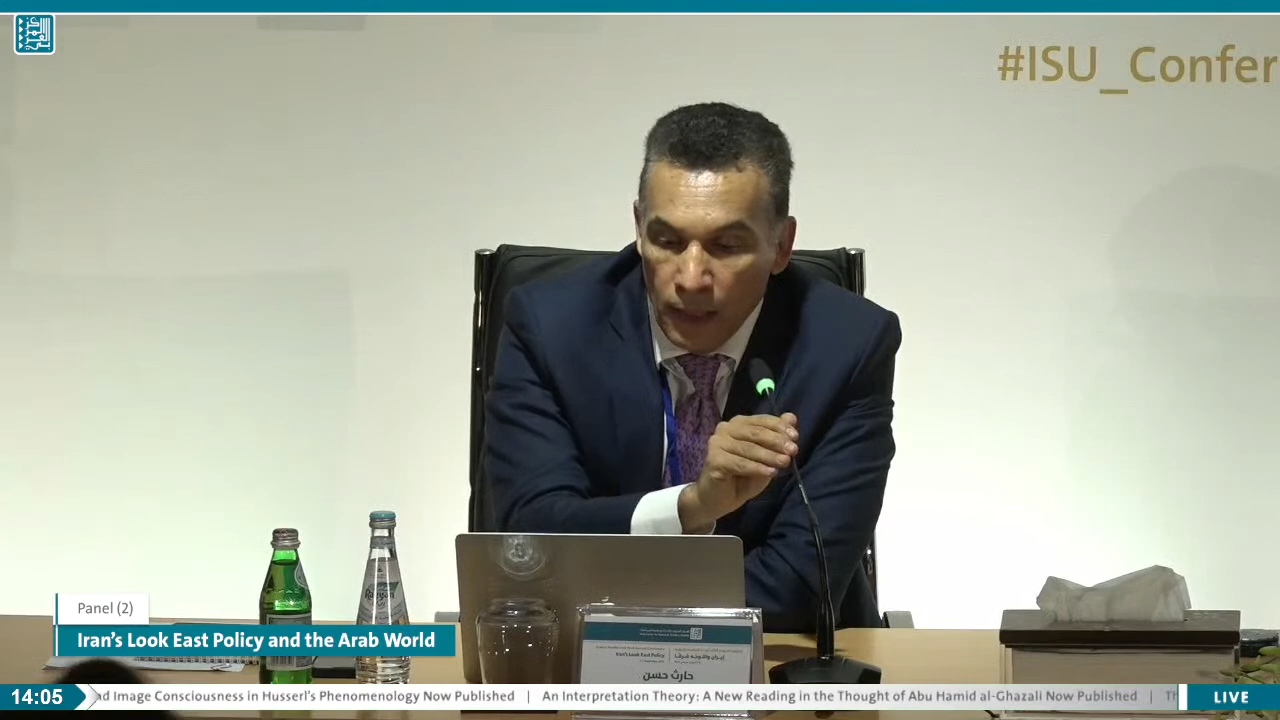 #ISU_Confer
Panel (2)
Iran's Look East Policy and the Arab World
Iran's Look East Policy
إيران والتوجّه شرقًا
حارث حسن
14:05
ad Image Consciousness in Husserl's Phenomenology Now Published | An Interpretation Theory: A New Reading in the Thought of Abu Hamid al-Ghazali Now Published | Th
LIVE